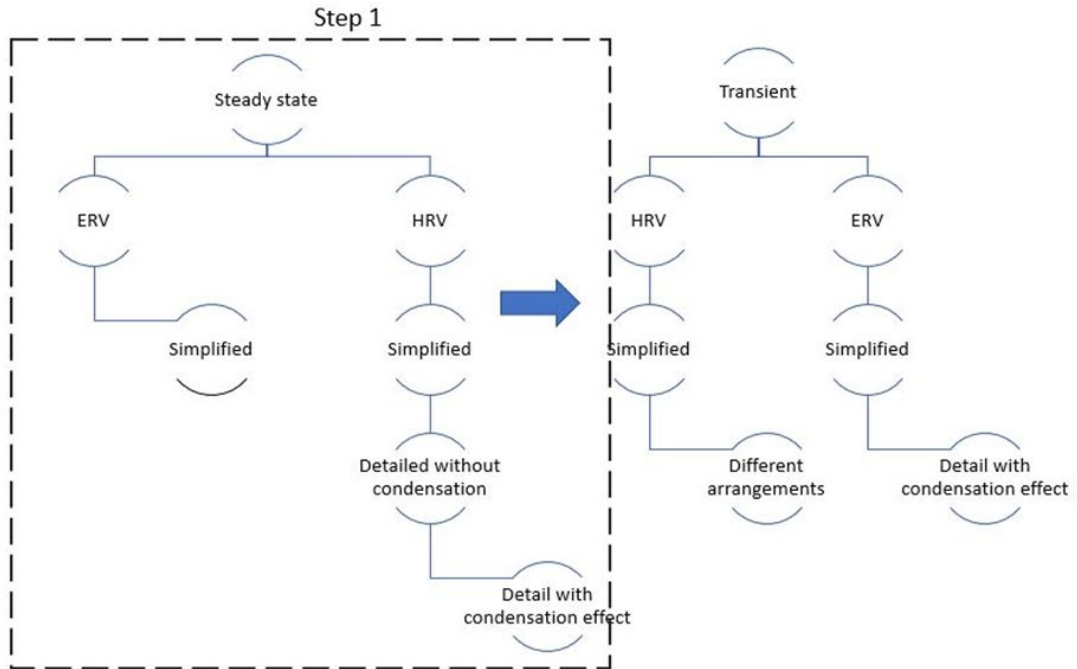 Step 1
Steady state
ERV
HRV
Simplified
Simplified
Detailed without
condensation
Detail with
condensation effect
Transient
HRV
ERV
Simplified
Simplified
Different
arrangements
Detail with
condensation effect